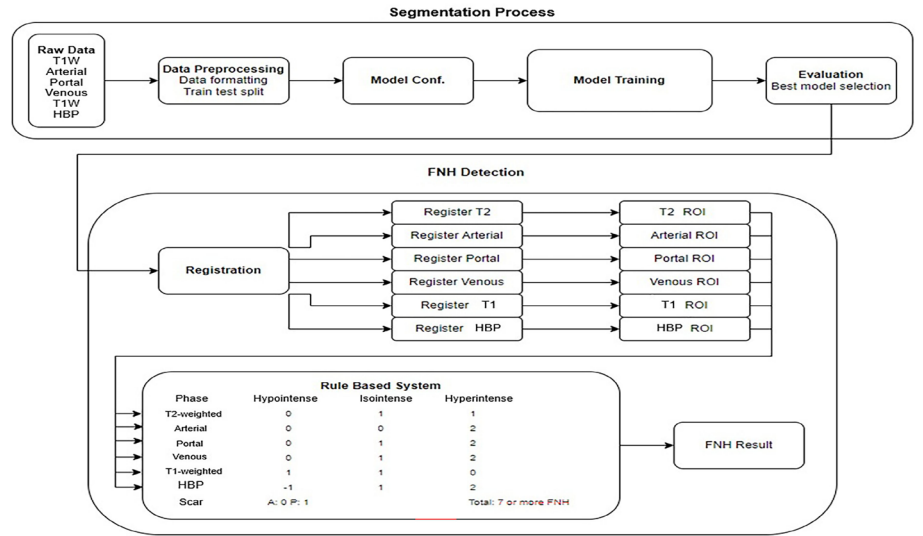 Segmentation Process
Raw Data
T1W
Arterial
Portal
Venous
T1W
HBP
Data Preprocessing
Data formatting
Train test split
Model Conf.
Model Training
Evaluation
Best model selection
FNH Detection
Registration
Register T2
T2 ROI
Register Arterial
Arterial ROI
Register Portal
Portal ROI
Register Venous
Venous ROI
Register T1
T1 ROI
Register HBP
HBP ROI
Rule Based System
Phase Hypointense Isointense Hyperintense
T2-weighted 0 1 1
Arterial 0 0 2
Portal 0 1 2
Venous 0 1 2
T1-weighted 1 1 0
HBP -1 1 2
Scar A: 0 P: 1 Total: 7 or more FNH
FNH Result